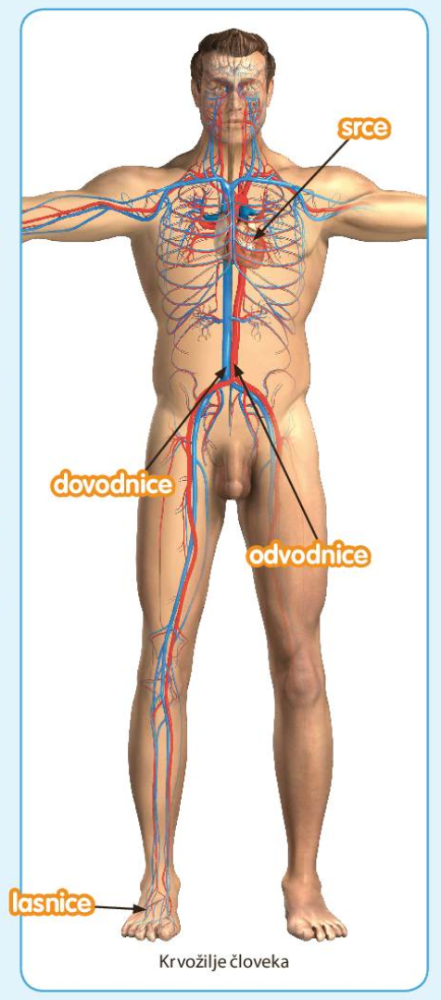 srce
dovodnice
odvodnice
lasnice
Krvožilje človeka